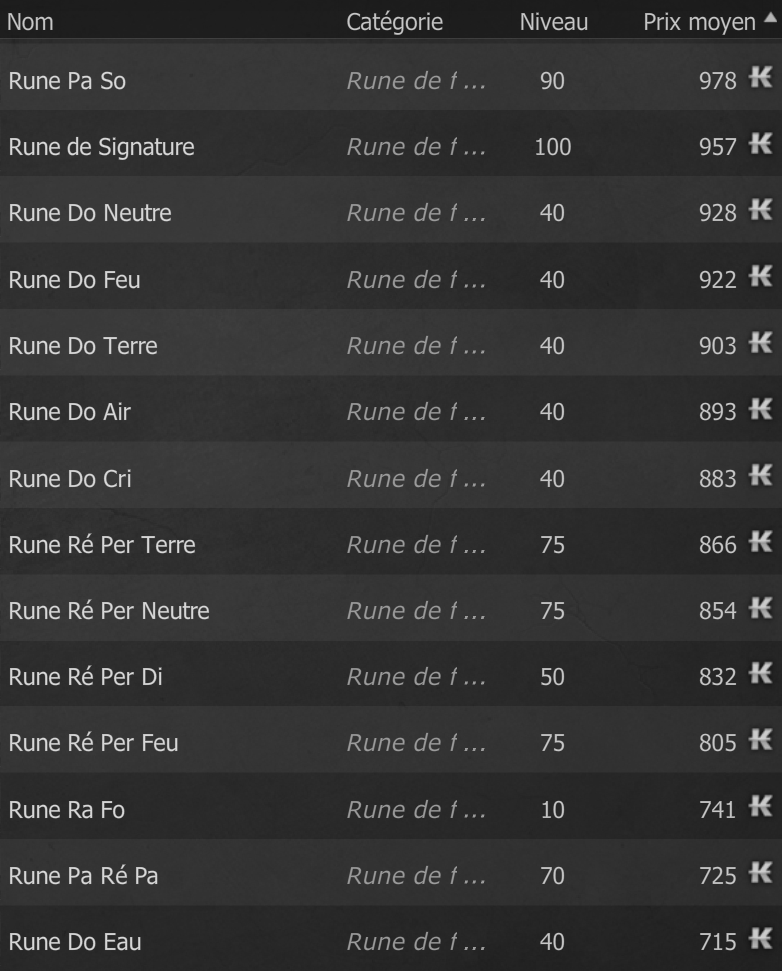 Nom Catégorie Niveau Prix moyen
Rune Pa So Rune de f ... 90 978
Rune de Signature Rune de f ... 100 957
Rune Do Neutre Rune de f ... 40 928
Rune Do Feu Rune de f ... 40 922
Rune Do Terre Rune de f ... 40 903
Rune Do Air Rune de f ... 40 893
Rune Do Cri Rune de f ... 40 883
Rune Ré Per Terre Rune de f ... 75 866
Rune Ré Per Neutre Rune de f ... 75 854
Rune Ré Per Di Rune de f ... 50 832
Rune Ré Per Feu Rune de f ... 75 805
Rune Ra Fo Rune de f ... 10 741
Rune Pa Ré Pa Rune de f ... 70 725
Rune Do Eau Rune de f ... 40 715